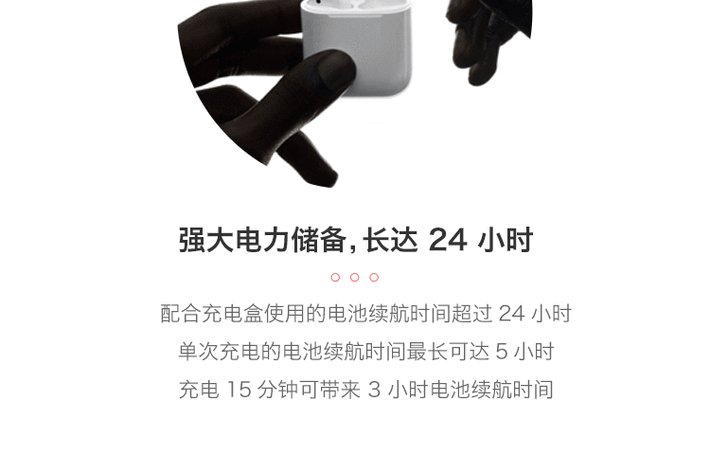 强大电力储备，长达 24 小时
配合充电盒使用的电池续航时间超过 24 小时
单次充电的电池续航时间最长可达 5 小时
充电 15 分钟可带来 3 小时电池续航时间